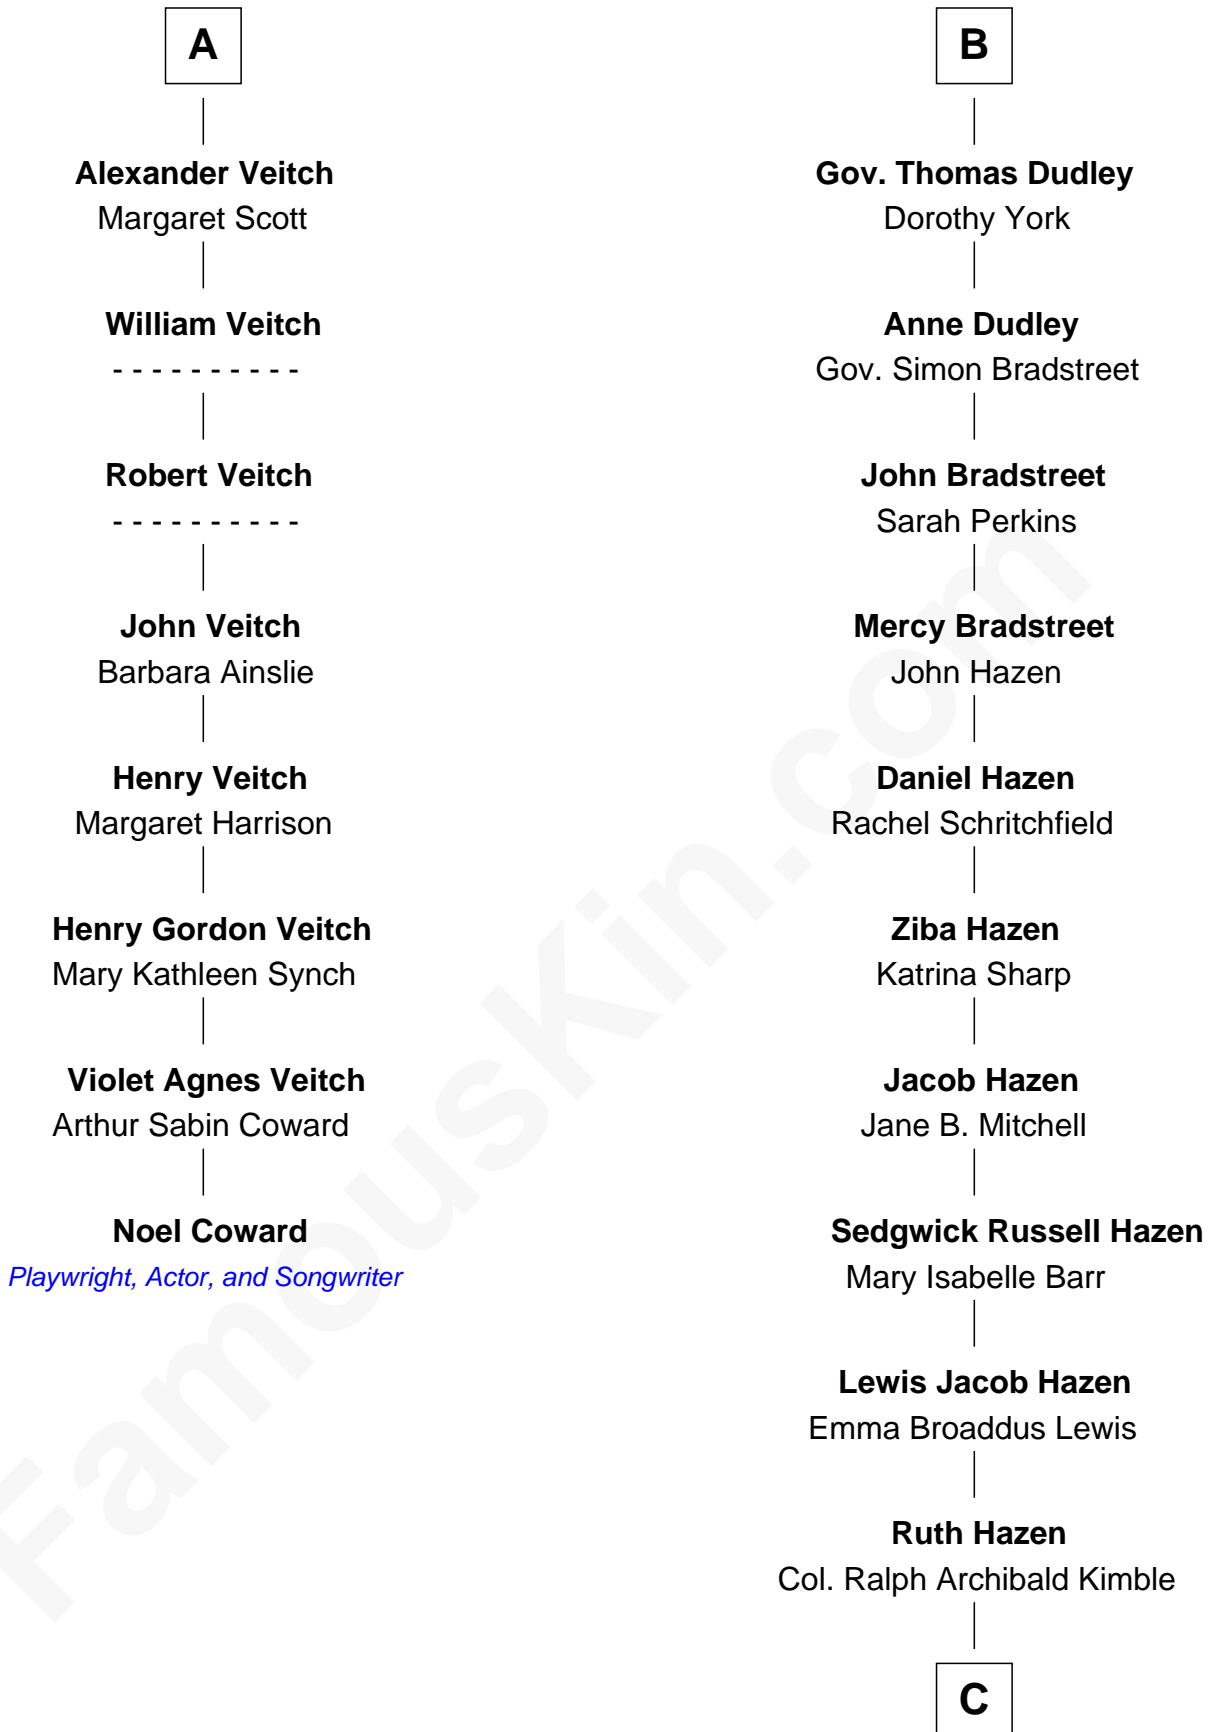 A
Alexander Veitch
Margaret Scott
William Veitch
- - - - - - - - - -
Robert Veitch
- - - - - - - - - -
John Veitch
Barbara Ainslie
Henry Veitch
Margaret Harrison
Henry Gordon Veitch
Mary Kathleen Synch
Violet Agnes Veitch
Arthur Sabin Coward
Noel Coward
Playwright, Actor, and Songwriter
B
Gov. Thomas Dudley
Dorothy York
Anne Dudley
Gov. Simon Bradstreet
John Bradstreet
Sarah Perkins
Mercy Bradstreet
John Hazen
Daniel Hazen
Rachel Schritchfield
Ziba Hazen
Katrina Sharp
Jacob Hazen
Jane B. Mitchell
Sedgwick Russell Hazen
Mary Isabelle Barr
Lewis Jacob Hazen
Emma Broaddus Lewis
Ruth Hazen
Col. Ralph Archibald Kimble
C
FamousKin.com